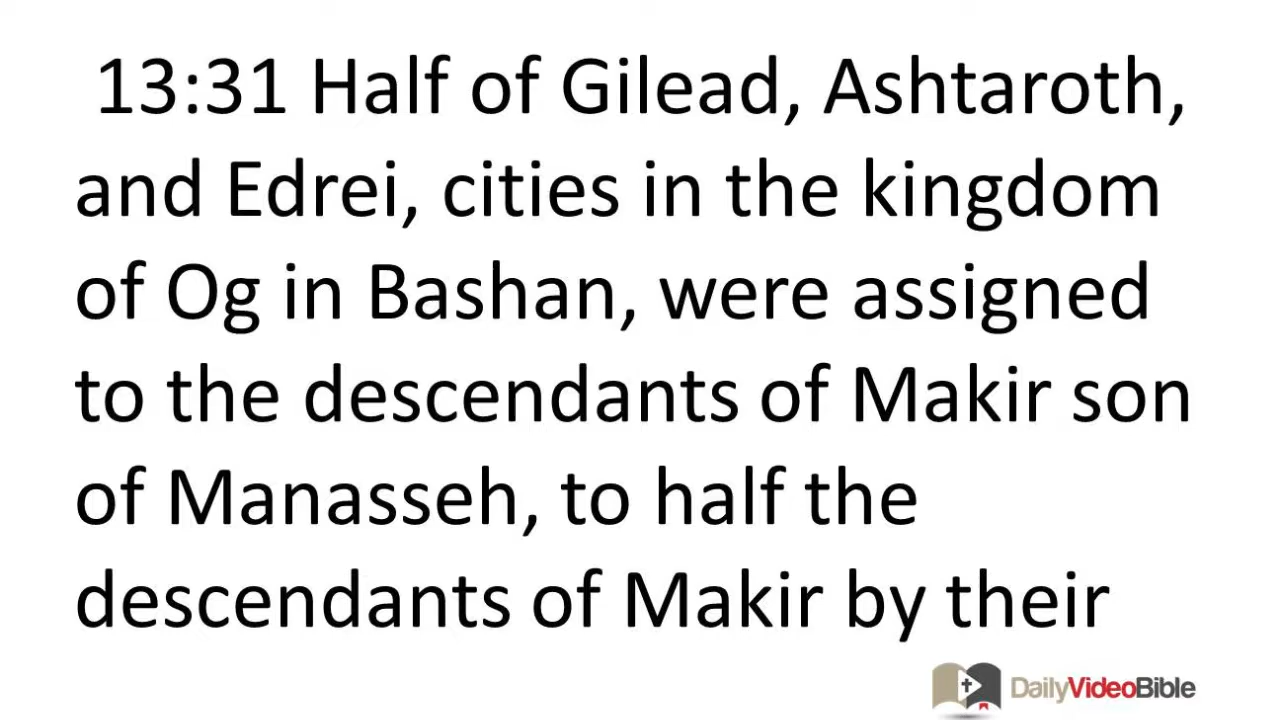 13:31 Half of Gilead, Ashtaroth,
and Edrei, cities in the kingdom
of Og in Bashan, were assigned
to the descendants of Makir son
of Manasseh, to half the
descendants of Makir by their
DailyVideoBible